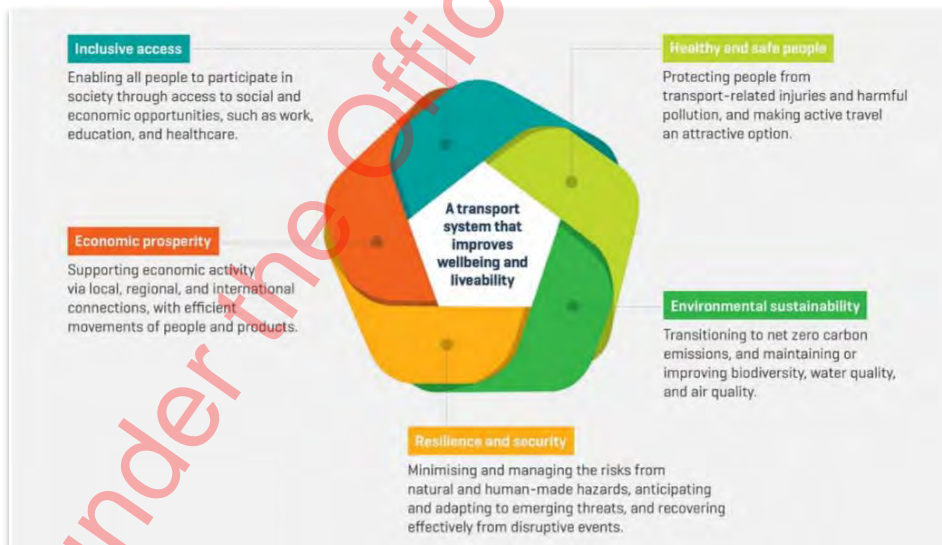 Inclusive access
Enabling all people to participate in
society through access to social and
economic opportunities, such as work,
education, and healthcare.
Healthy and safe people
Protecting people from
transport-related injuries and harmful
pollution, and making active travel
an attractive option.
A transport
system that
improves
wellbeing and
liveability
Economic prosperity
Supporting economic activity
via local, regional, and international
connections, with efficient
movements of people and products.
Environmental sustainability
Transitioning to net zero carbon
emissions, and maintaining or
improving biodiversity, water quality,
and air quality.
Resilience and security
Minimising and managing the risks from
natural and human-made hazards, anticipating
and adapting to emerging threats, and recovering
effectively from disruptive events.
under the Offic